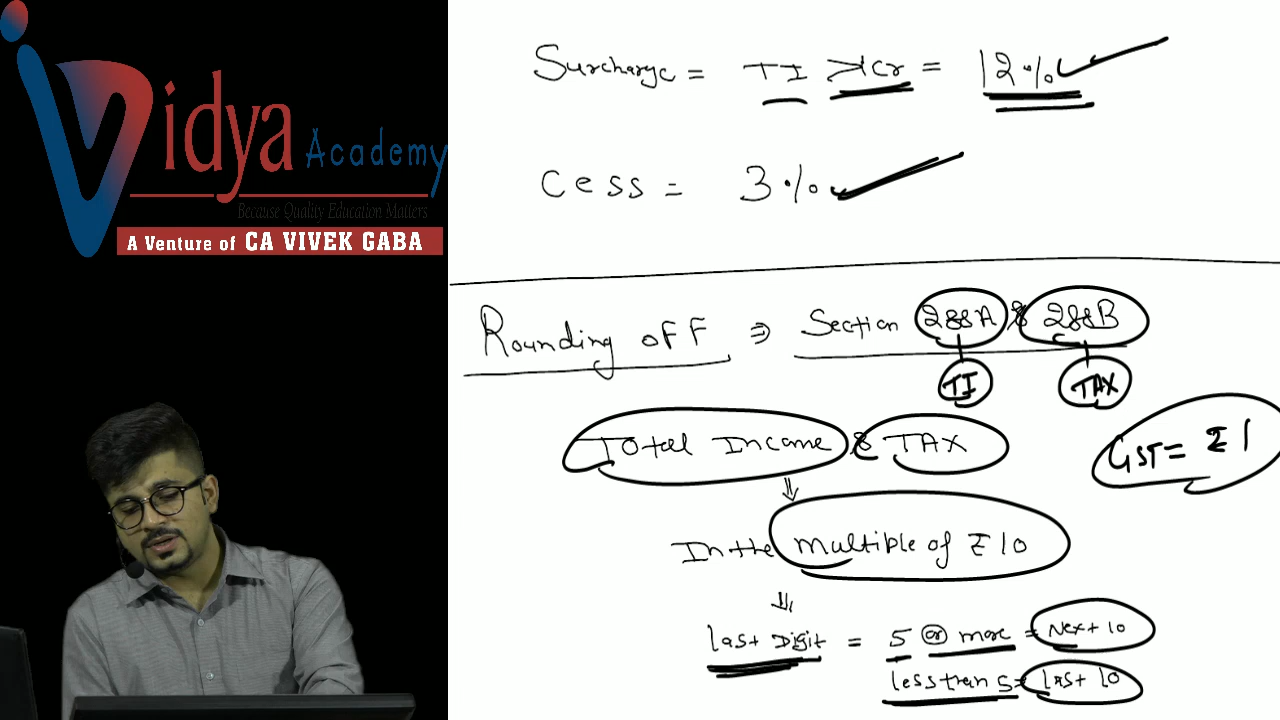 Vidya Academy
Because Quality Education Matters
A Venture of CA VIVEK GABA
Surcharge = TI >1cr = 12%
Cess = 3%
Rounding off ⇒ Section 288A & 288B
TI TAX
Total Income & TAX
GST = ₹1
In the multible of ₹10
last Digit = 5 or more = Next 10
less than 5 = last 10